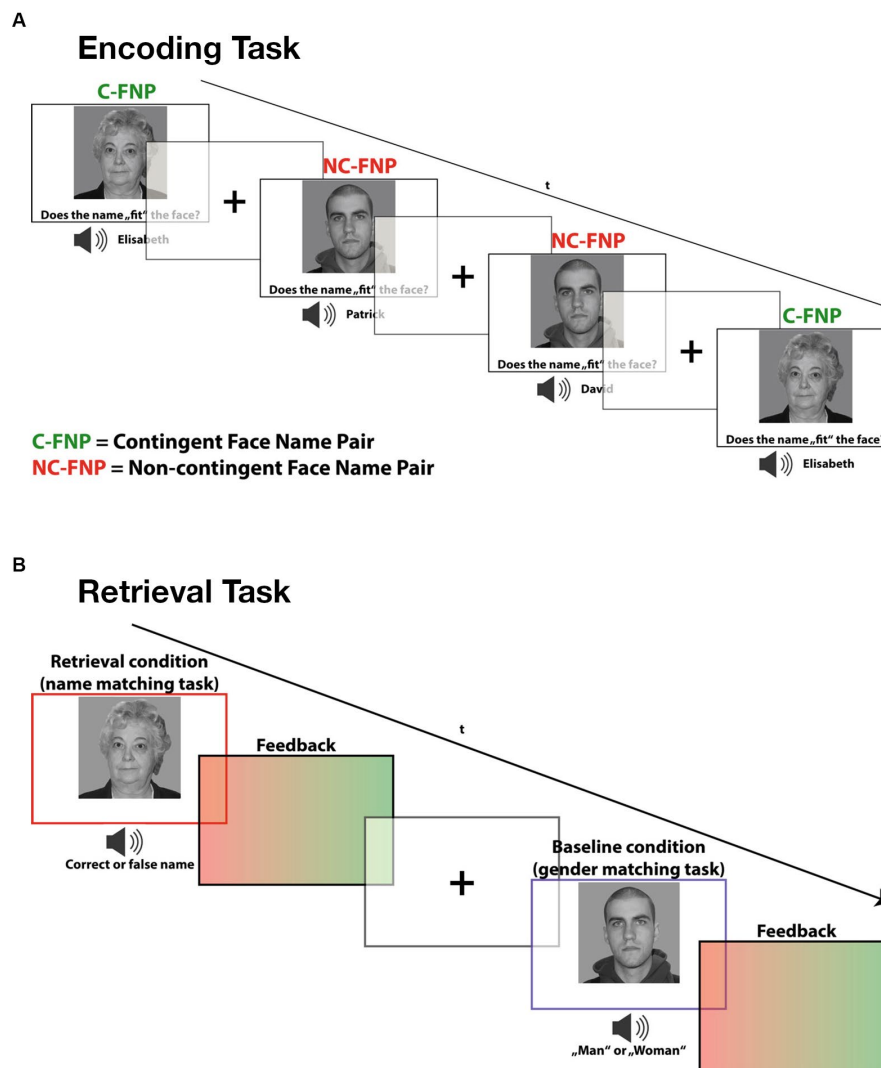 A
Encoding Task
C-FNP
Does the name „fit“ the face?
Elisabeth
+
NC-FNP
Does the name „fit“ the face?
Patrick
t
+
NC-FNP
Does the name „fit“ the face?
David
+
C-FNP
Does the name „fit“ the face?
Elisabeth
C-FNP = Contingent Face Name Pair
NC-FNP = Non-contingent Face Name Pair
B
Retrieval Task
Retrieval condition
(name matching task)
Correct or false name
t
Feedback
+
Baseline condition
(gender matching task)
„Man“ or „Woman“
Feedback